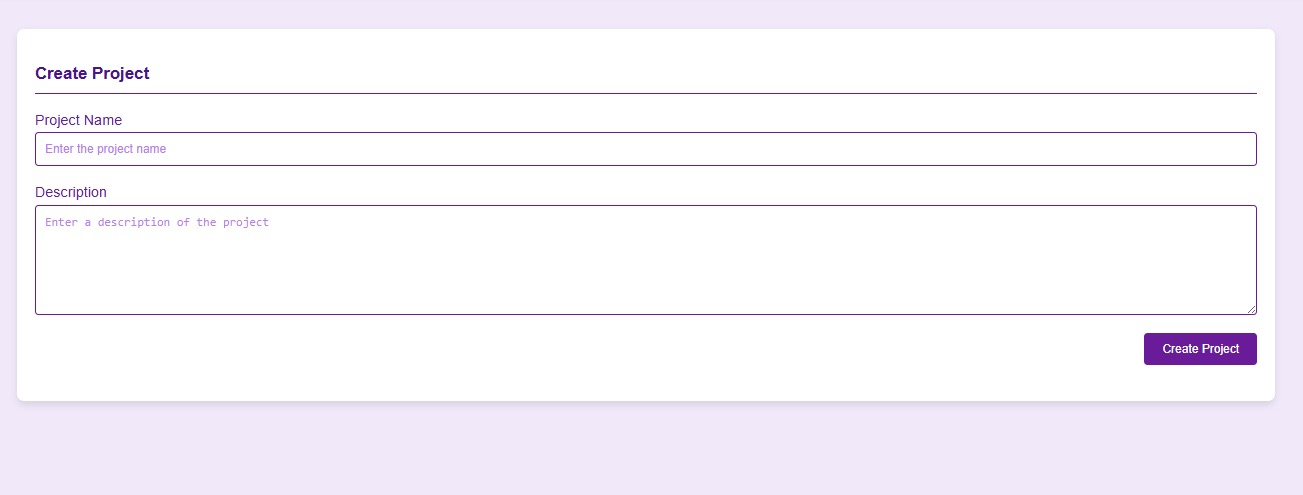 Create Project
Project Name
Enter the project name
Description
Enter a description of the project
Create Project